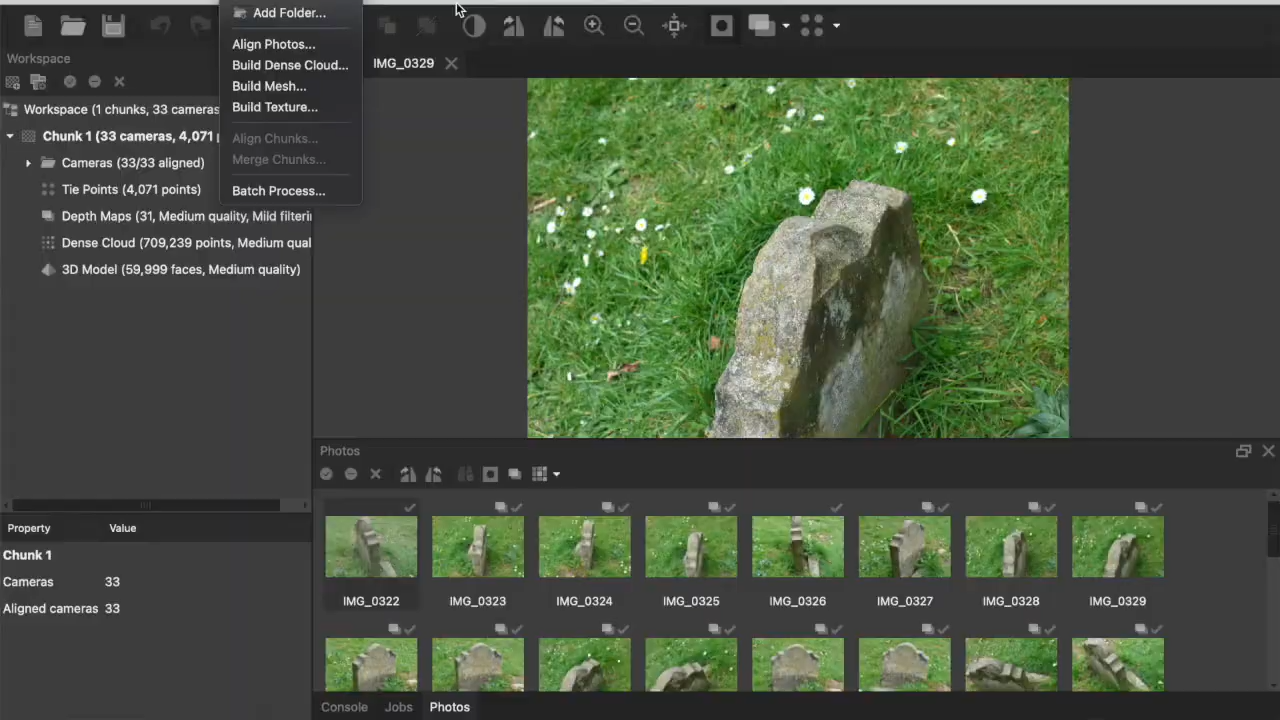 Add Folder...
Align Photos...
Build Dense Cloud...
Build Mesh...
Build Texture...
Align Chunks...
Merge Chunks...
Batch Process...
IMG_0329
Workspace
Workspace (1 chunks, 33 cameras
Chunk 1 (33 cameras, 4,071
Cameras (33/33 aligned)
Tie Points (4,071 points)
Depth Maps (31, Medium quality, Mild filterin
Dense Cloud (709,239 points, Medium qual
3D Model (59,999 faces, Medium quality)
Property Value
Chunk 1
Cameras 33
Aligned cameras 33
Photos
IMG_0322 IMG_0323 IMG_0324 IMG_0325 IMG_0326 IMG_0327 IMG_0328 IMG_0329
Console Jobs Photos